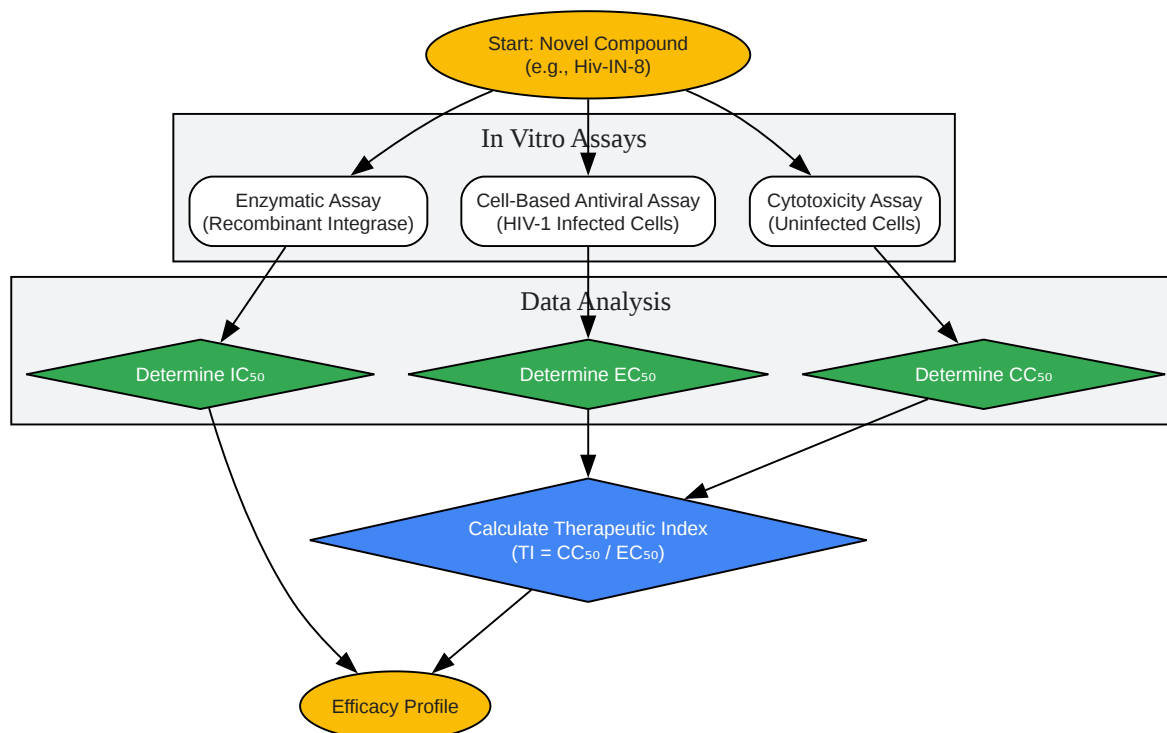 Start: Novel Compound
(e.g., Hiv-IN-8)
In Vitro Assays
Enzymatic Assay
(Recombinant Integrase)
Cell-Based Antiviral Assay
(HIV-1 Infected Cells)
Cytotoxicity Assay
(Uninfected Cells)
Data Analysis
Determine IC₅₀
Determine EC₅₀
Determine CC₅₀
Calculate Therapeutic Index
(TI = CC₅₀ / EC₅₀)
Efficacy Profile